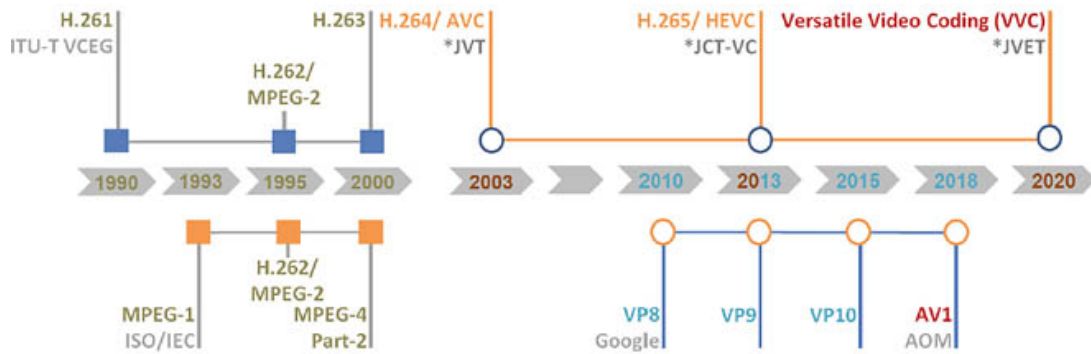 H.261
ITU-T VCEG
H.262/
MPEG-2
H.263
H.264/ AVC
*JVT
H.265/ HEVC
*JCT-VC
Versatile Video Coding (VVC)
*JVET
1990 1993 1995 2000 2003 2010 2013 2015 2018 2020
MPEG-1
ISO/IEC
H.262/
MPEG-2
MPEG-4
Part-2
VP8
Google
VP9
VP10
AV1
AOM